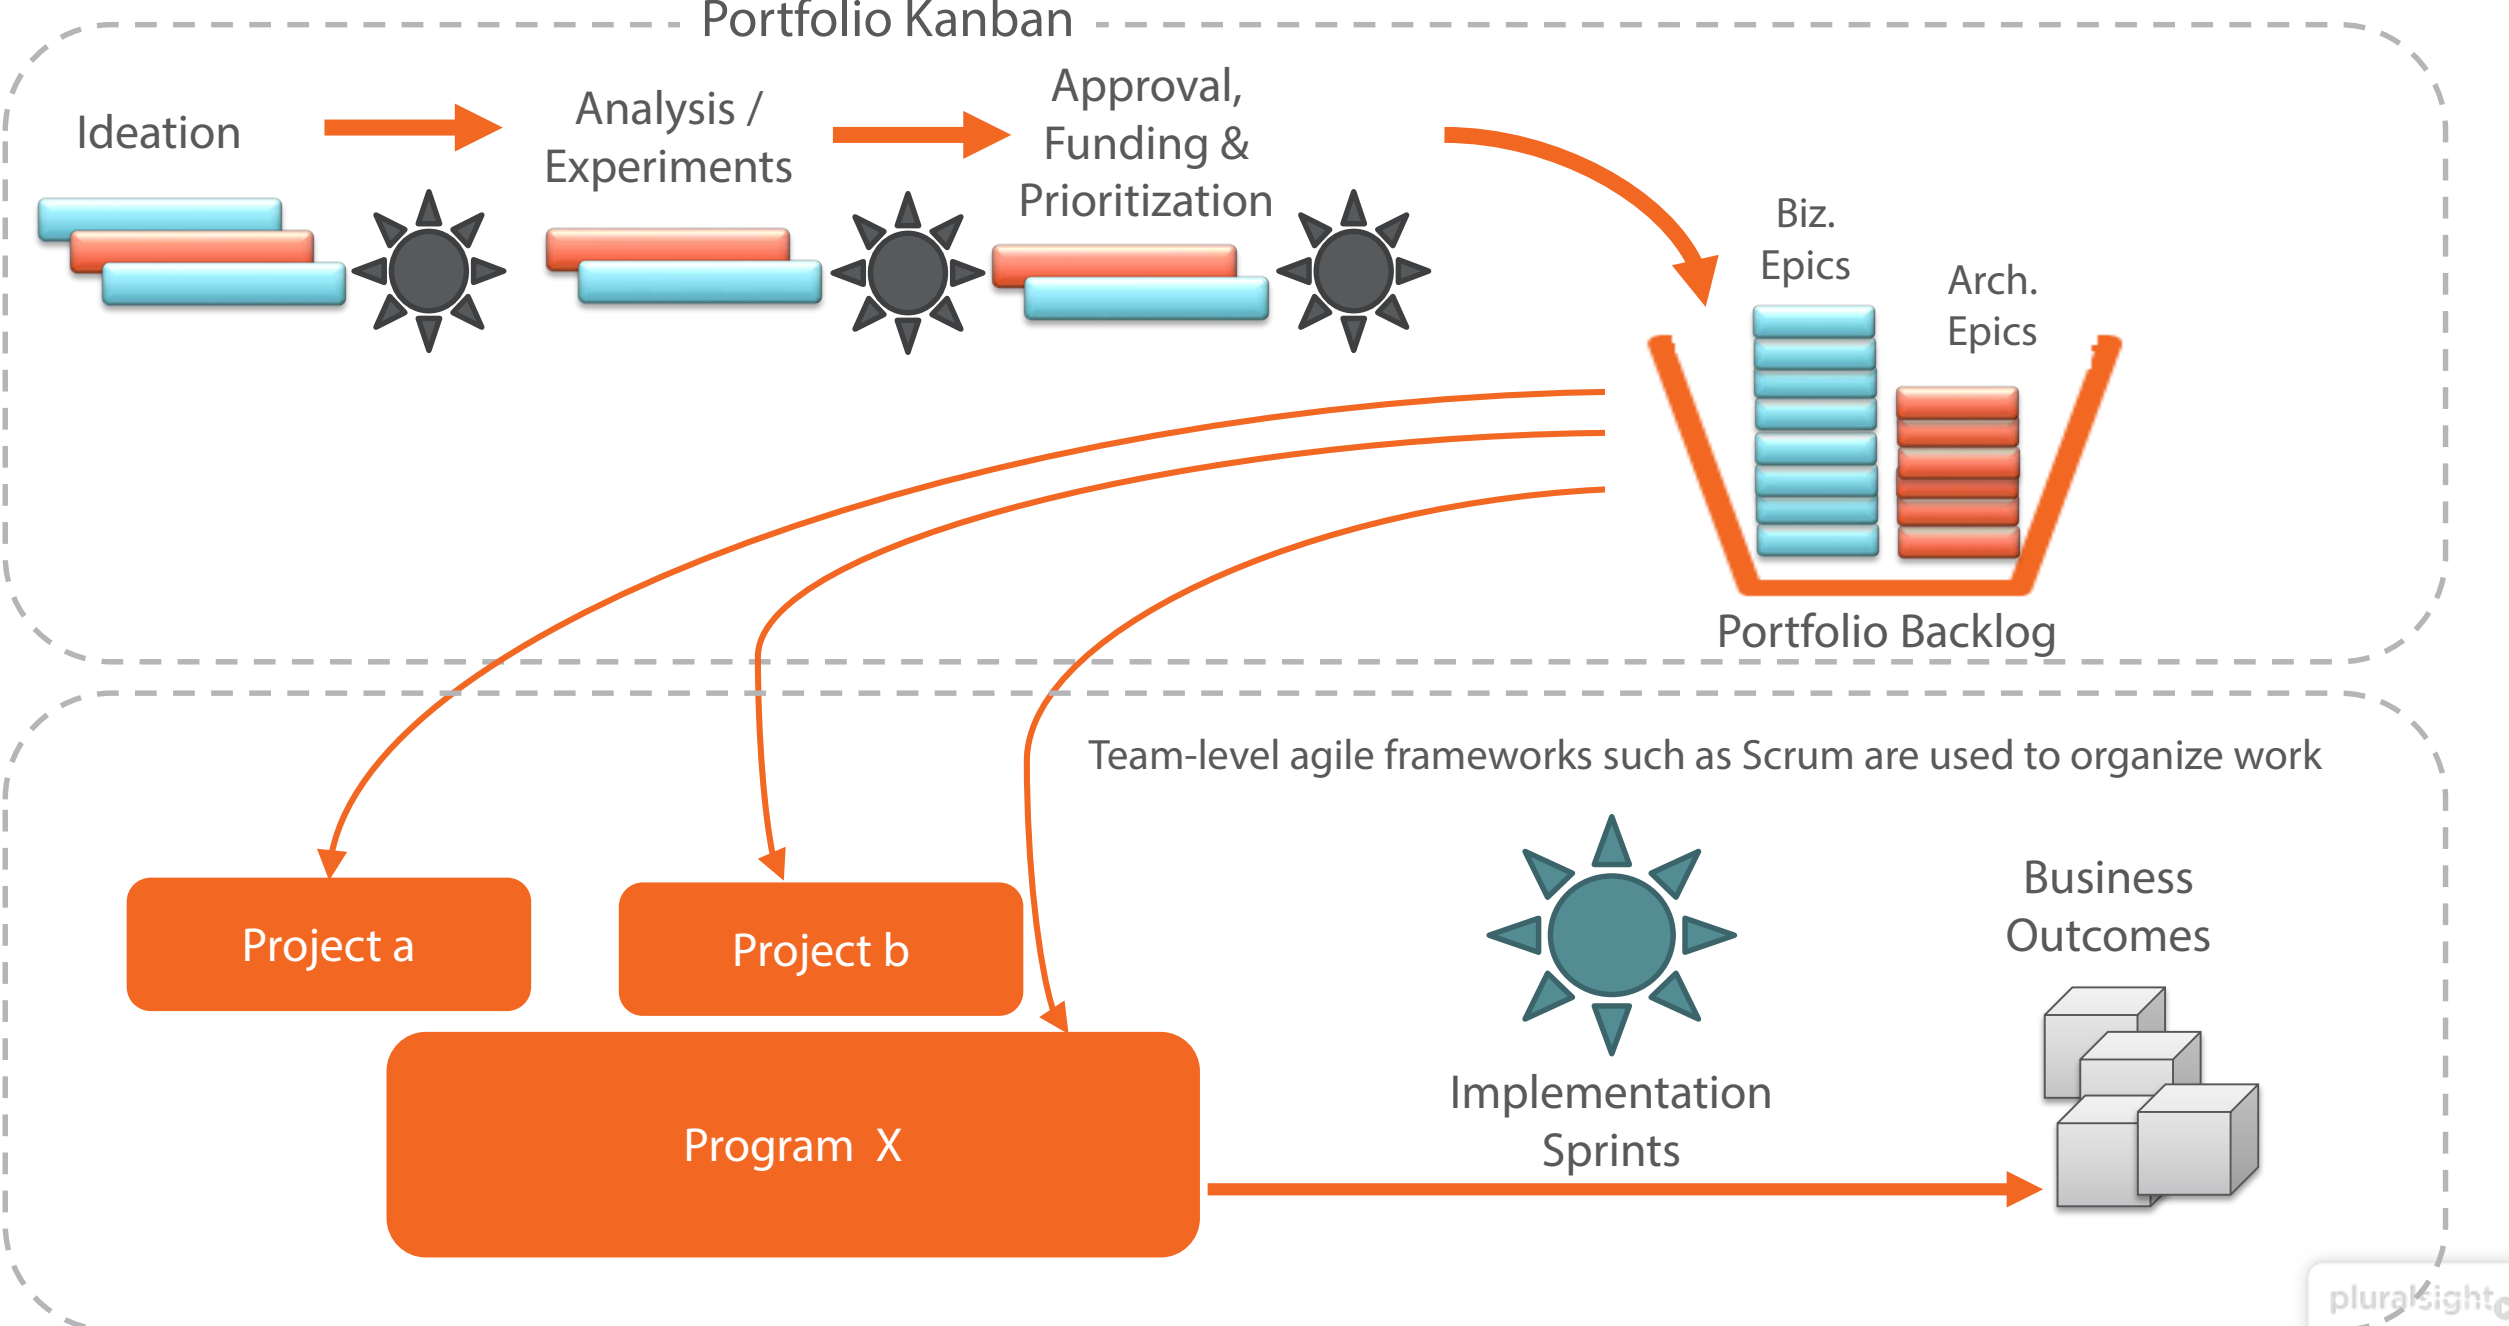 Portfolio Kanban
Ideation
Analysis /
Experiments
Approval,
Funding &
Prioritization
Biz.
Epics
Arch.
Epics
Portfolio Backlog
Team-level agile frameworks such as Scrum are used to organize work
Project a
Project b
Program X
Implementation
Sprints
Business
Outcomes
pluralsight